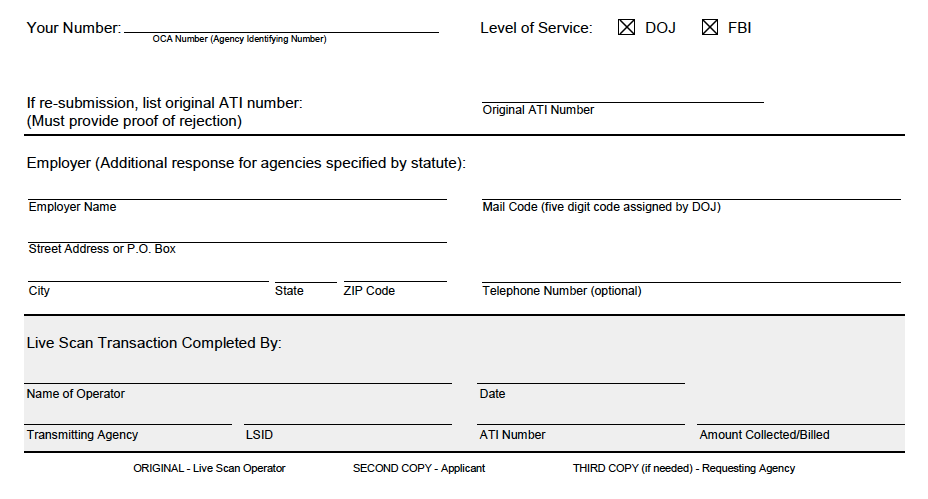 Your Number:
OCA Number (Agency Identifying Number)
Level of Service: DOJ FBI
If re-submission, list original ATI number:
(Must provide proof of rejection)
Original ATI Number
Employer (Additional response for agencies specified by statute):
Employer Name
Mail Code (five digit code assigned by DOJ)
Street Address or P.O. Box
City State ZIP Code
Telephone Number (optional)
Live Scan Transaction Completed By:
Name of Operator
Date
Transmitting Agency LSID ATI Number Amount Collected/Billed
ORIGINAL - Live Scan Operator SECOND COPY - Applicant THIRD COPY (if needed) - Requesting Agency